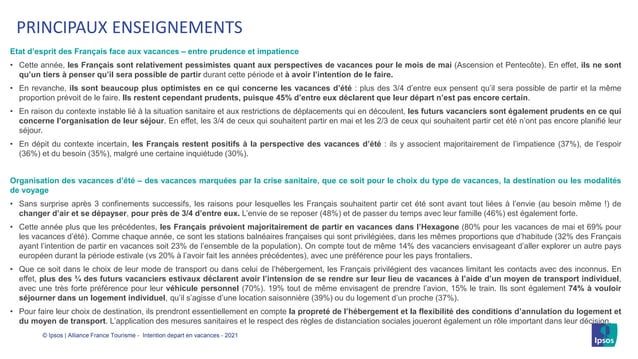 PRINCIPAUX ENSEIGNEMENTS
Etat d'esprit des Français face aux vacances – entre prudence et impatience
• Cette année, les Français sont relativement pessimistes quant aux perspectives de vacances pour le mois de mai (Ascension et Pentecôte). En effet, ils ne sont
qu'un tiers à penser qu'il sera possible de partir durant cette période et à avoir l'intention de le faire.
• En revanche, ils sont beaucoup plus optimistes en ce qui concerne les vacances d'été : plus des 3/4 d'entre eux pensent qu'il sera possible de partir et la même
proportion prévoit de le faire. Ils restent cependant prudents, puisque 45% d'entre eux déclarent que leur départ n'est pas encore certain.
• En raison du contexte instable lié à la situation sanitaire et aux restrictions de déplacements qui en découlent, les futurs vacanciers sont également prudents en ce qui
concerne l'organisation de leur séjour. En effet, les 3/4 de ceux qui souhaitent partir en mai et les 2/3 de ceux qui souhaitent partir cet été n'ont pas encore planifié leur
séjour.
• En dépit du contexte incertain, les Français restent positifs à la perspective des vacances d'été : ils y associent majoritairement de l'impatience (37%), de l'espoir
(36%) et du besoin (35%), malgré une certaine inquiétude (30%).
Organisation des vacances d'été – des vacances marquées par la crise sanitaire, que ce soit pour le choix du type de vacances, la destination ou les modalités
de voyage
• Sans surprise après 3 confinements successifs, les raisons pour lesquelles les Français souhaitent partir cet été sont avant tout liées à l'envie (au besoin même !) de
changer d'air et se dépayser, pour près de 3/4 d'entre eux. L'envie de se reposer (48%) et de passer du temps avec leur famille (46%) est également forte.
• Cette année plus que les précédentes, les Français prévoient majoritairement de partir en vacances dans l'Hexagone (80% pour les vacances de mai et 69% pour
les vacances d'été). Comme chaque année, ce sont les stations balnéaires françaises qui sont privilégiées, dans les mêmes proportions que d'habitude (32% des Français
ayant l'intention de partir en vacances soit 23% de l'ensemble de la population). On compte tout de même 14% des vacanciers envisageant d'aller explorer un autre pays
européen durant la période estivale (vs 20% à l'avoir fait les années précédentes), avec une préférence pour les pays frontaliers.
• Que ce soit dans le choix de leur mode de transport ou dans celui de l'hébergement, les Français privilégient des vacances limitant les contacts avec des inconnus. En
effet, plus des ¾ des futurs vacanciers estivaux déclarent avoir l'intension de se rendre sur leur lieu de vacances à l'aide d'un moyen de transport individuel,
avec une très forte préférence pour leur véhicule personnel (70%). 19% tout de même envisagent de prendre l'avion, 15% le train. Ils sont également 74% à vouloir
séjourner dans un logement individuel, qu'il s'agisse d'une location saisonnière (39%) ou du logement d'un proche (37%).
• Pour faire leur choix de destination, ils prendront essentiellement en compte la propreté de l'hébergement et la flexibilité des conditions d'annulation du logement et
du moyen de transport. L'application des mesures sanitaires et le respect des règles de distanciation sociales joueront également un rôle important dans leur décision.
© Ipsos | Alliance France Tourisme - Intention depart en vacances - 2021
Ipsos